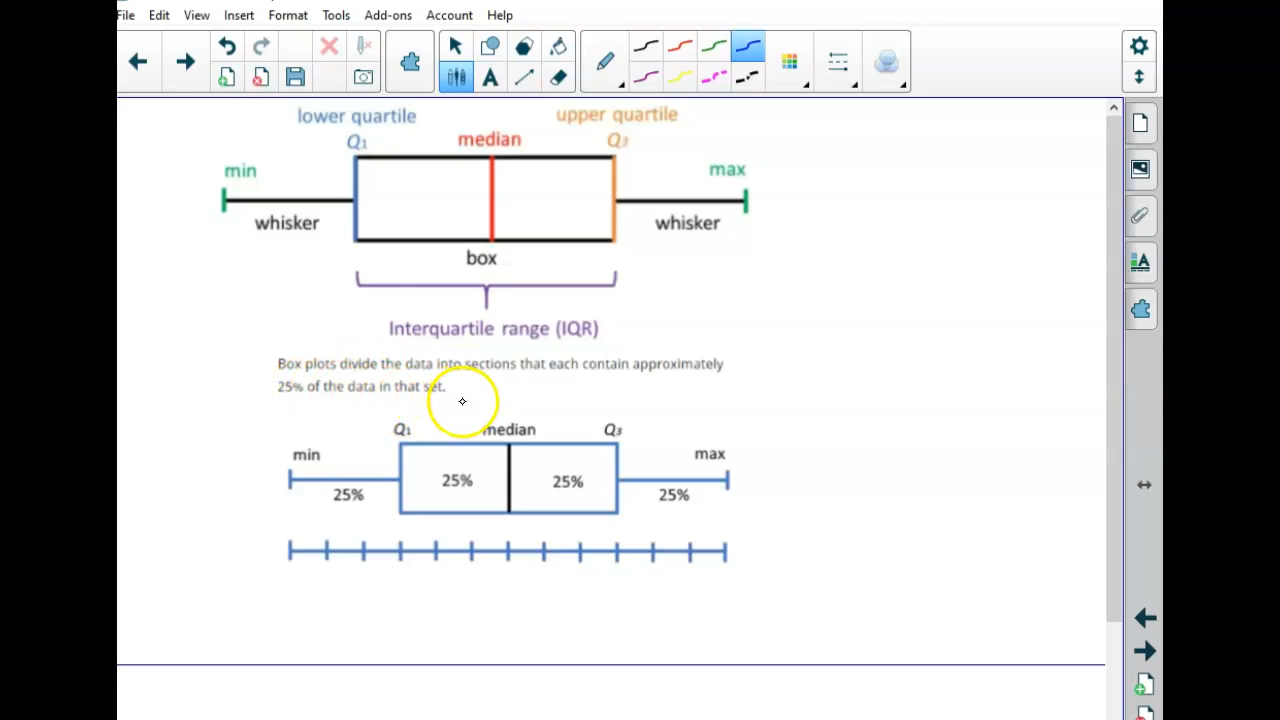 File Edit View Insert Format Tools Add-ons Account Help
lower quartile upper quartile
Q1 median Q3
min max
whisker whisker
box
Interquartile range (IQR)
Box plots divide the data into sections that each contain approximately
25% of the data in that set.
Q1 median Q3
min max
25% 25% 25% 25%